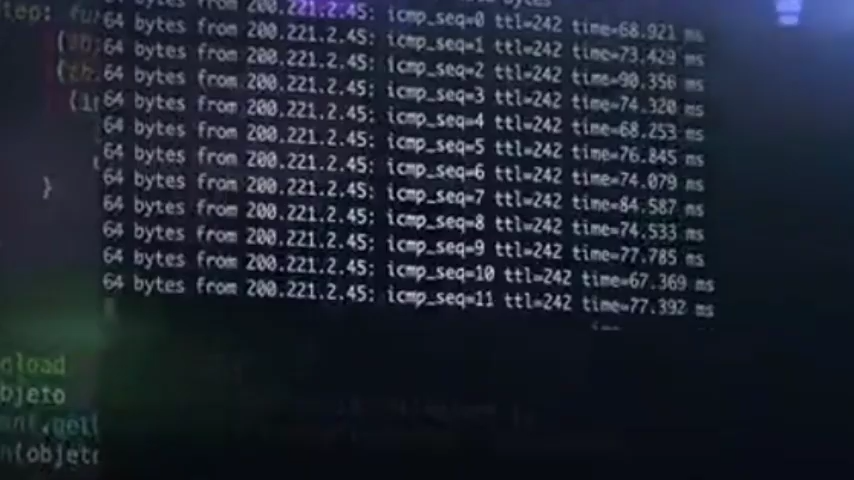 bytes
64 bytes from 200.221.2.45: icmp_seq=0 ttl=242 time=68.921 ms
64 bytes from 200.221.2.45: icmp_seq=1 ttl=242 time=73.429 ms
64 bytes from 200.221.2.45: icmp_seq=2 ttl=242 time=90.356 ms
64 bytes from 200.221.2.45: icmp_seq=3 ttl=242 time=74.320 ms
64 bytes from 200.221.2.45: icmp_seq=4 ttl=242 time=68.253 ms
64 bytes from 200.221.2.45: icmp_seq=5 ttl=242 time=76.845 ms
64 bytes from 200.221.2.45: icmp_seq=6 ttl=242 time=74.079 ms
64 bytes from 200.221.2.45: icmp_seq=7 ttl=242 time=84.587 ms
64 bytes from 200.221.2.45: icmp_seq=8 ttl=242 time=74.533 ms
64 bytes from 200.221.2.45: icmp_seq=9 ttl=242 time=77.785 ms
64 bytes from 200.221.2.45: icmp_seq=10 ttl=242 time=67.369 ms
64 bytes from 200.221.2.45: icmp_seq=11 ttl=242 time=77.392 ms
}
nload
bjeto
n(objeto